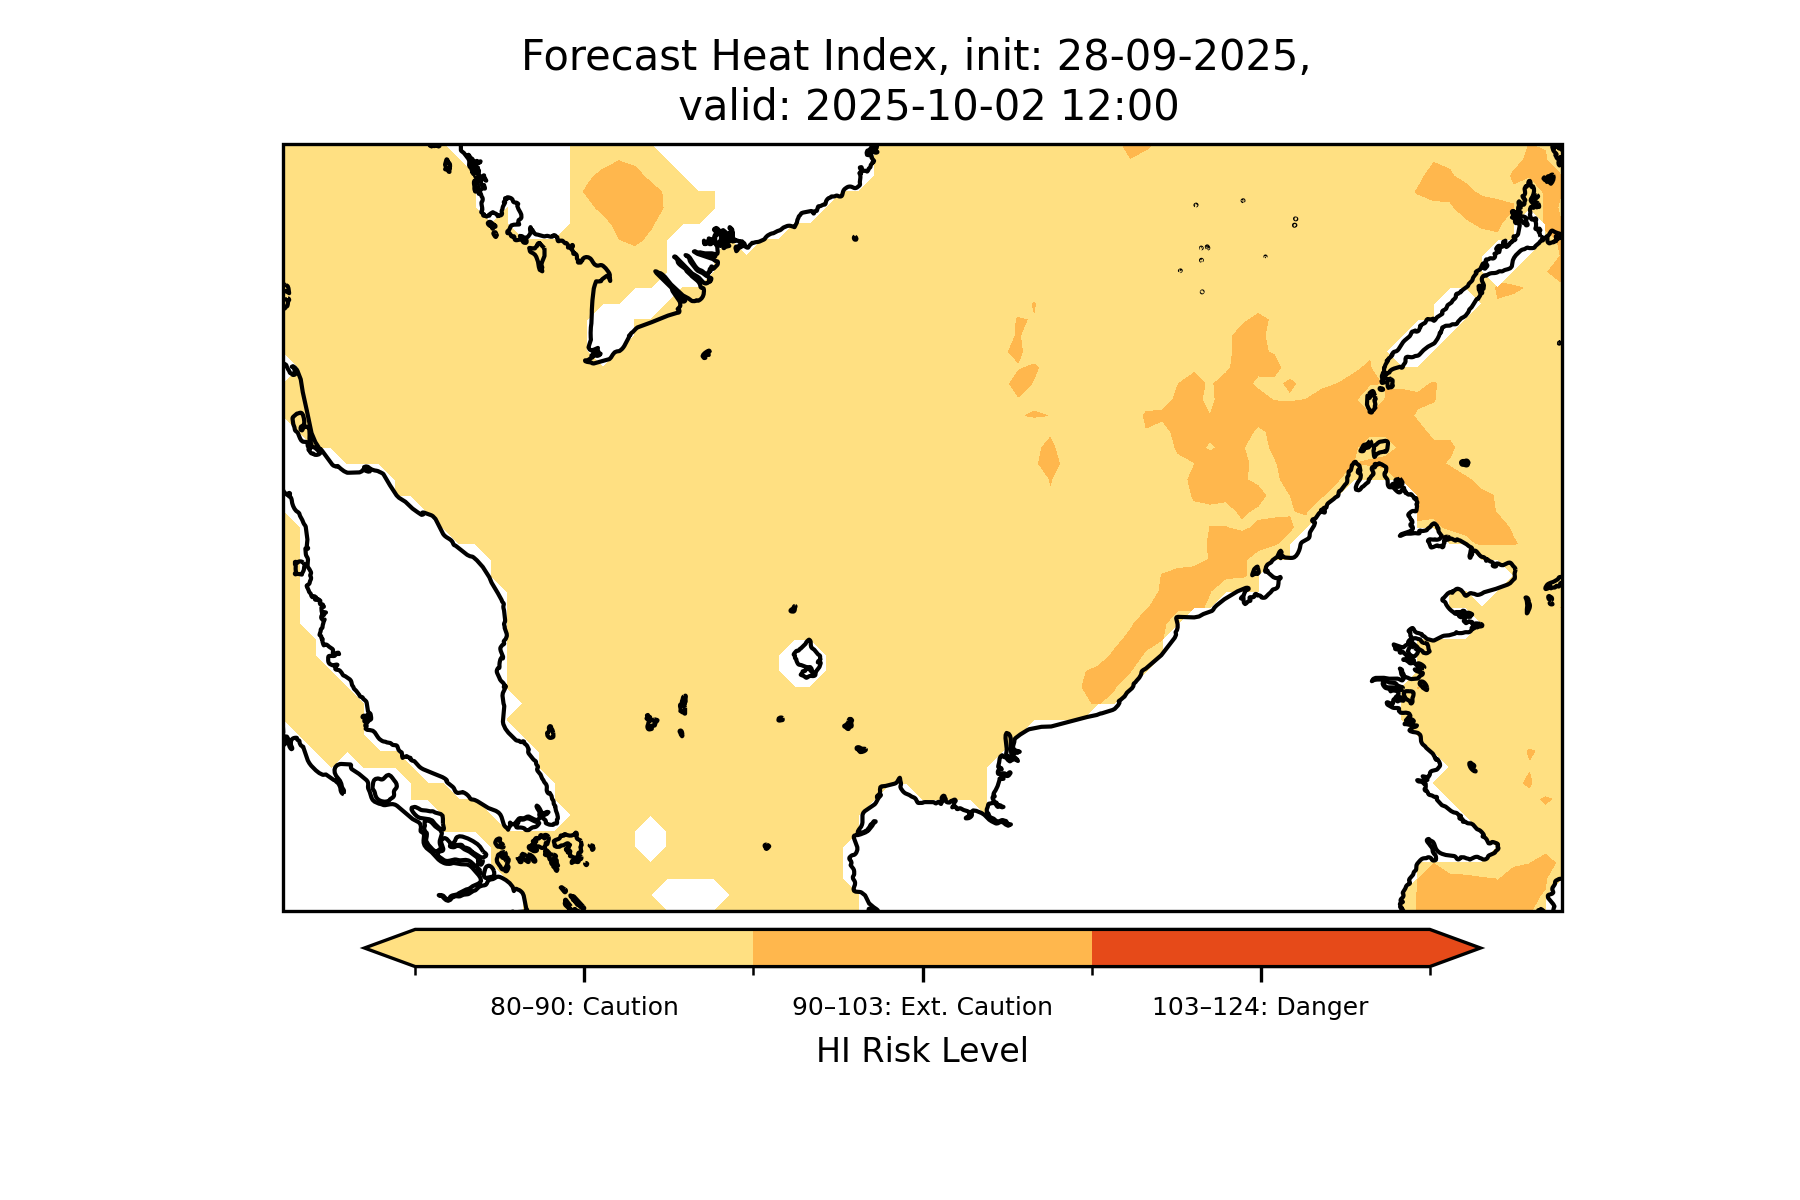 Forecast Heat Index, init: 28-09-2025,
valid: 2025-10-02 12:00
80–90: Caution
90–103: Ext. Caution
103–124: Danger
HI Risk Level